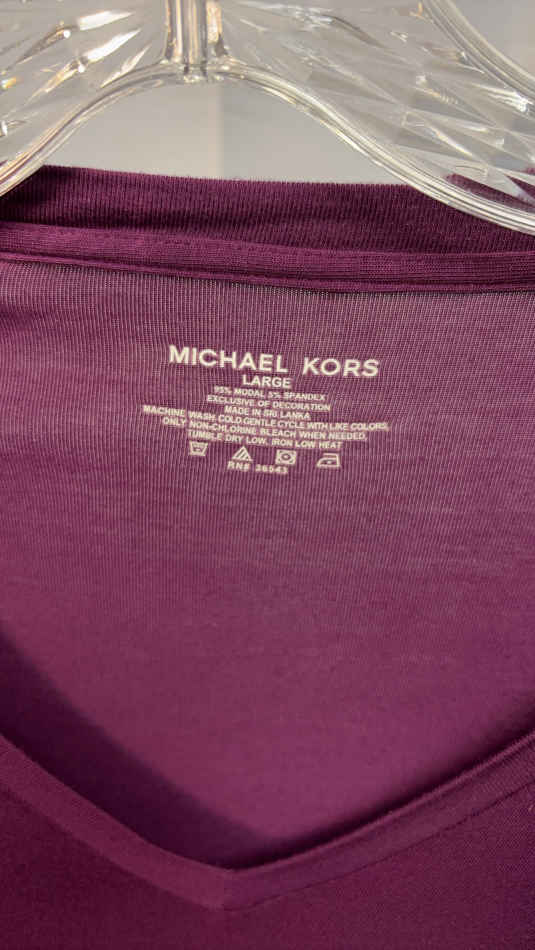 MICHAEL KORS
LARGE
95% MODAL 5% SPANDEX
EXCLUSIVE OF DECORATION
MADE IN SRI LANKA
MACHINE WASH COLD GENTLE CYCLE WITH LIKE COLORS,
ONLY NON-CHLORINE BLEACH WHEN NEEDED,
TUMBLE DRY LOW, IRON LOW HEAT
RN# 36543